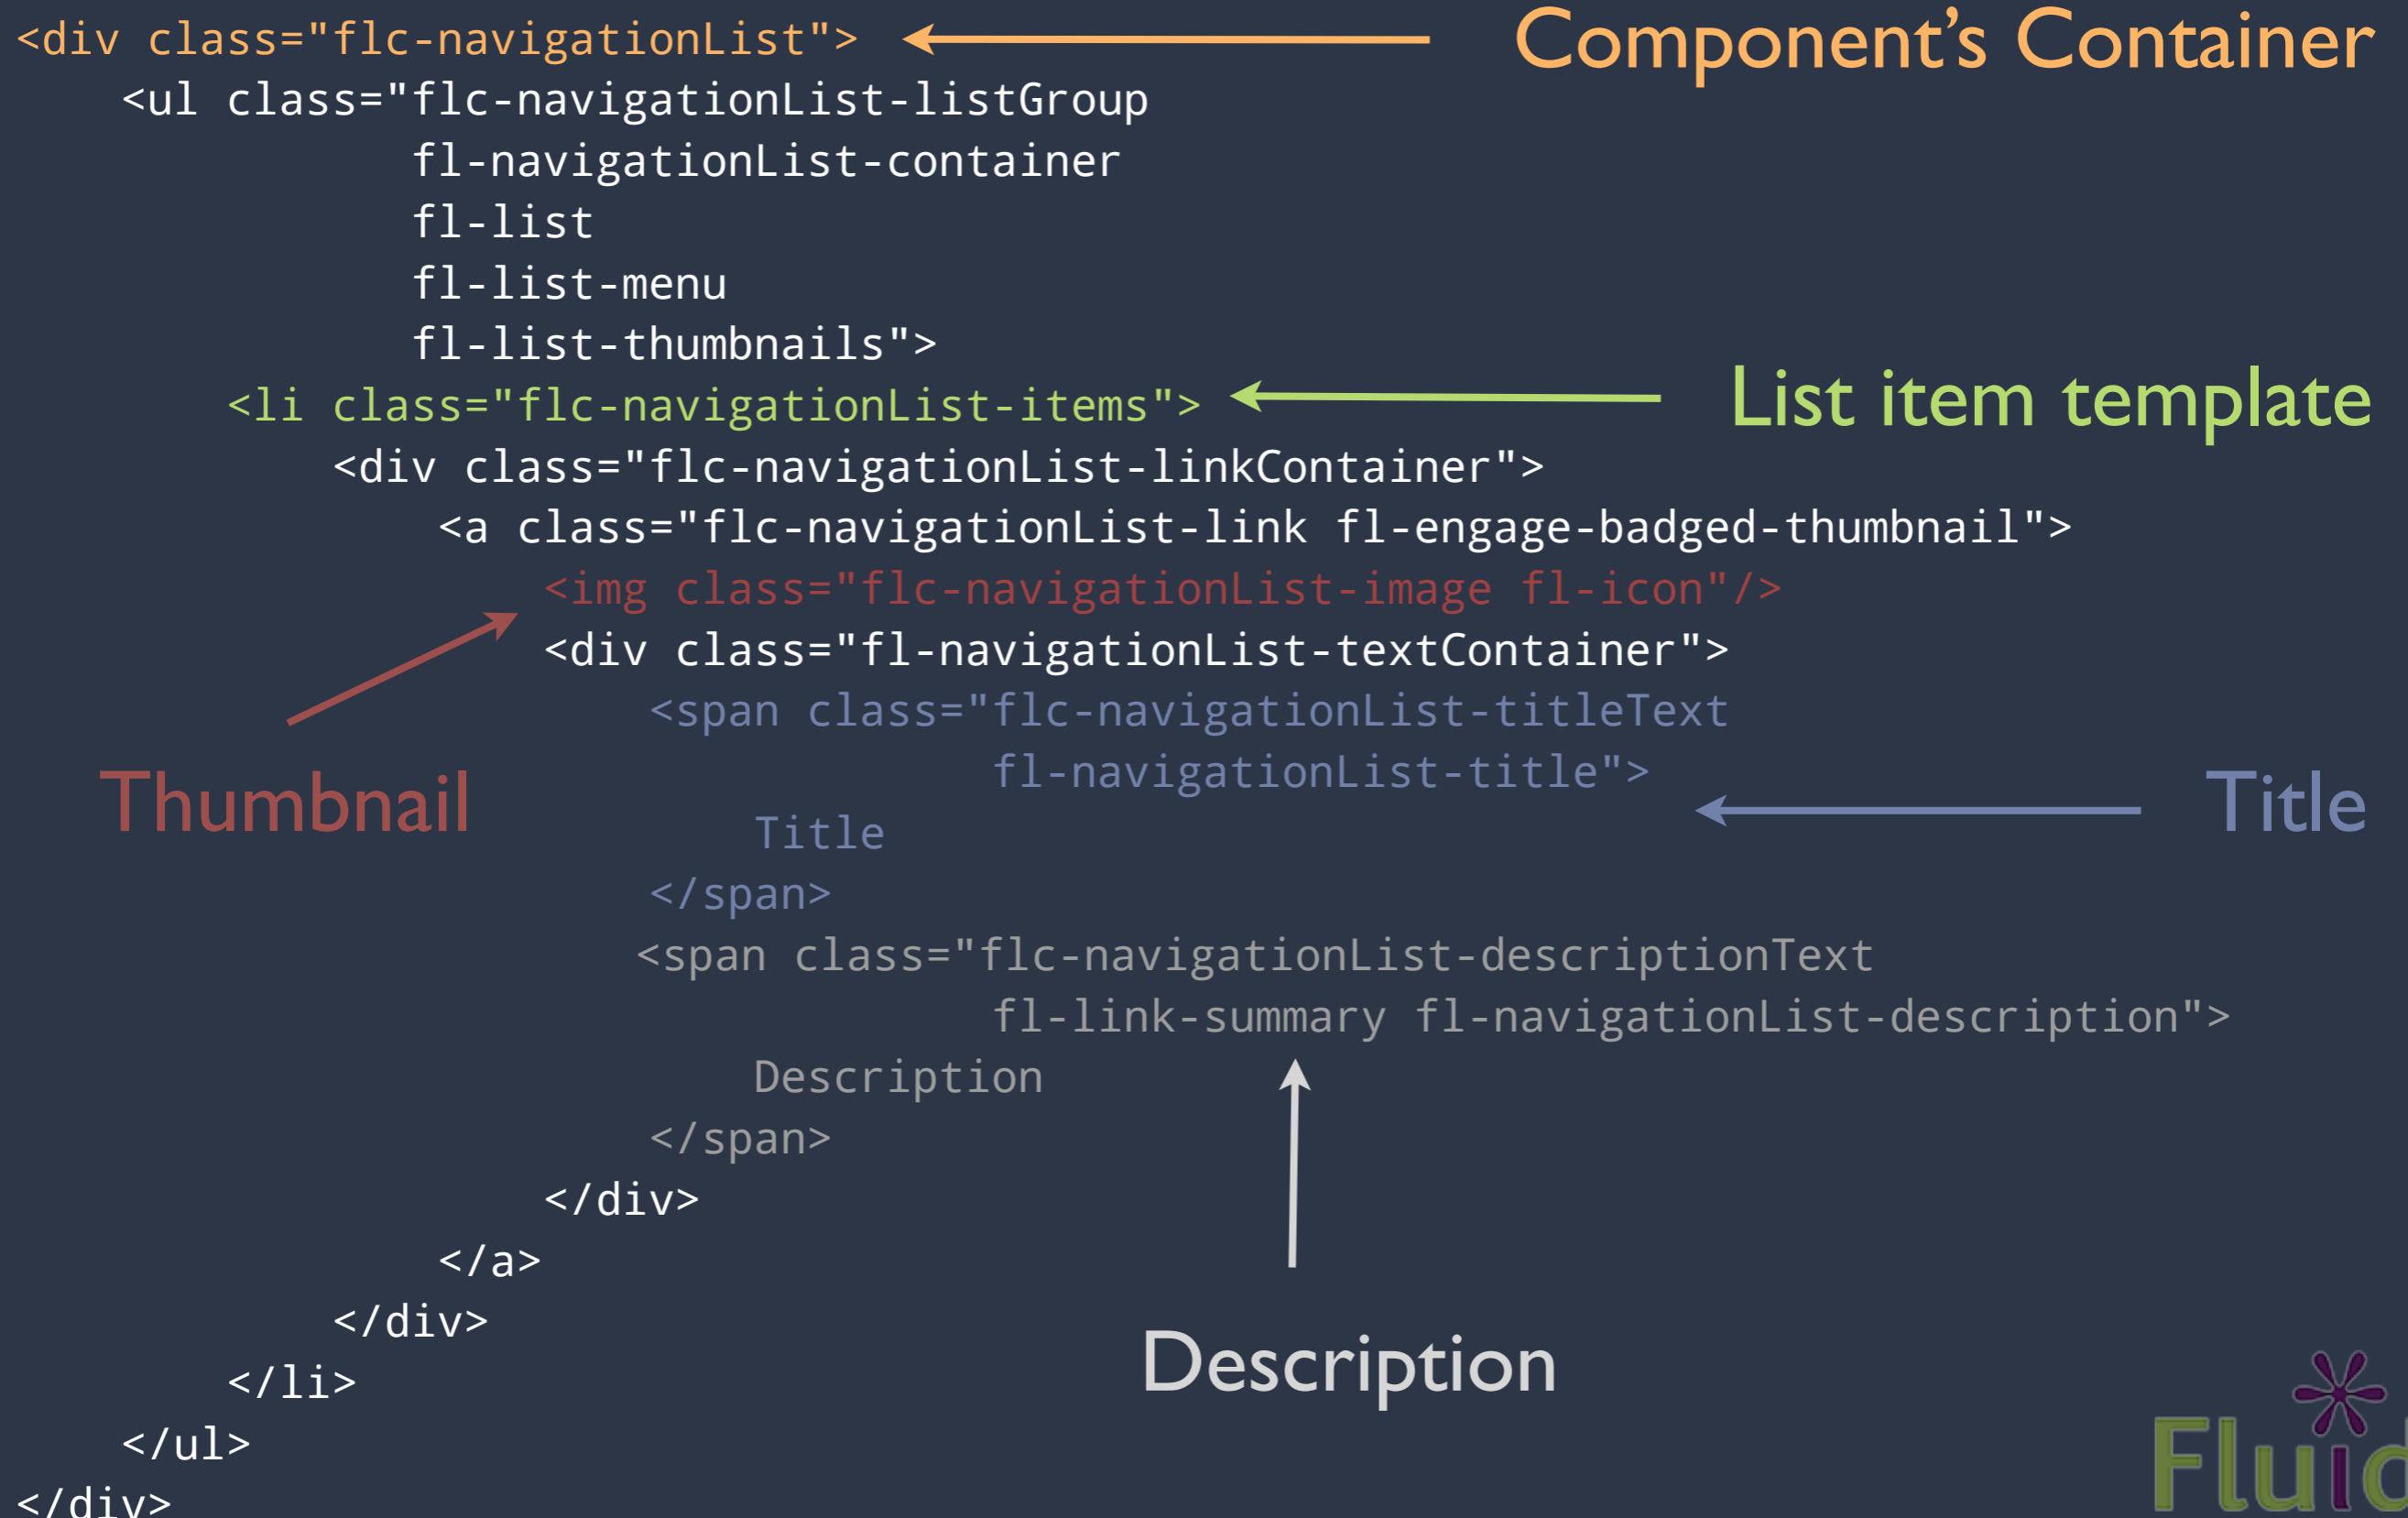 <div class="flc-navigationList"> Component's Container
<ul class="flc-navigationList-listGroup
fl-navigationList-container
fl-list
fl-list-menu
fl-list-thumbnails">
<li class="flc-navigationList-items"> List item template
<div class="flc-navigationList-linkContainer">
<a class="flc-navigationList-link fl-engage-badged-thumbnail">
<img class="flc-navigationList-image fl-icon"/>
<div class="fl-navigationList-textContainer">
<span class="flc-navigationList-titleText
fl-navigationList-title">
Thumbnail
Title
Title
</span>
<span class="flc-navigationList-descriptionText
fl-link-summary fl-navigationList-description">
Description
</span>
</div>
</a>
</div>
Description
</li>
</ul>
</div>
Fluid